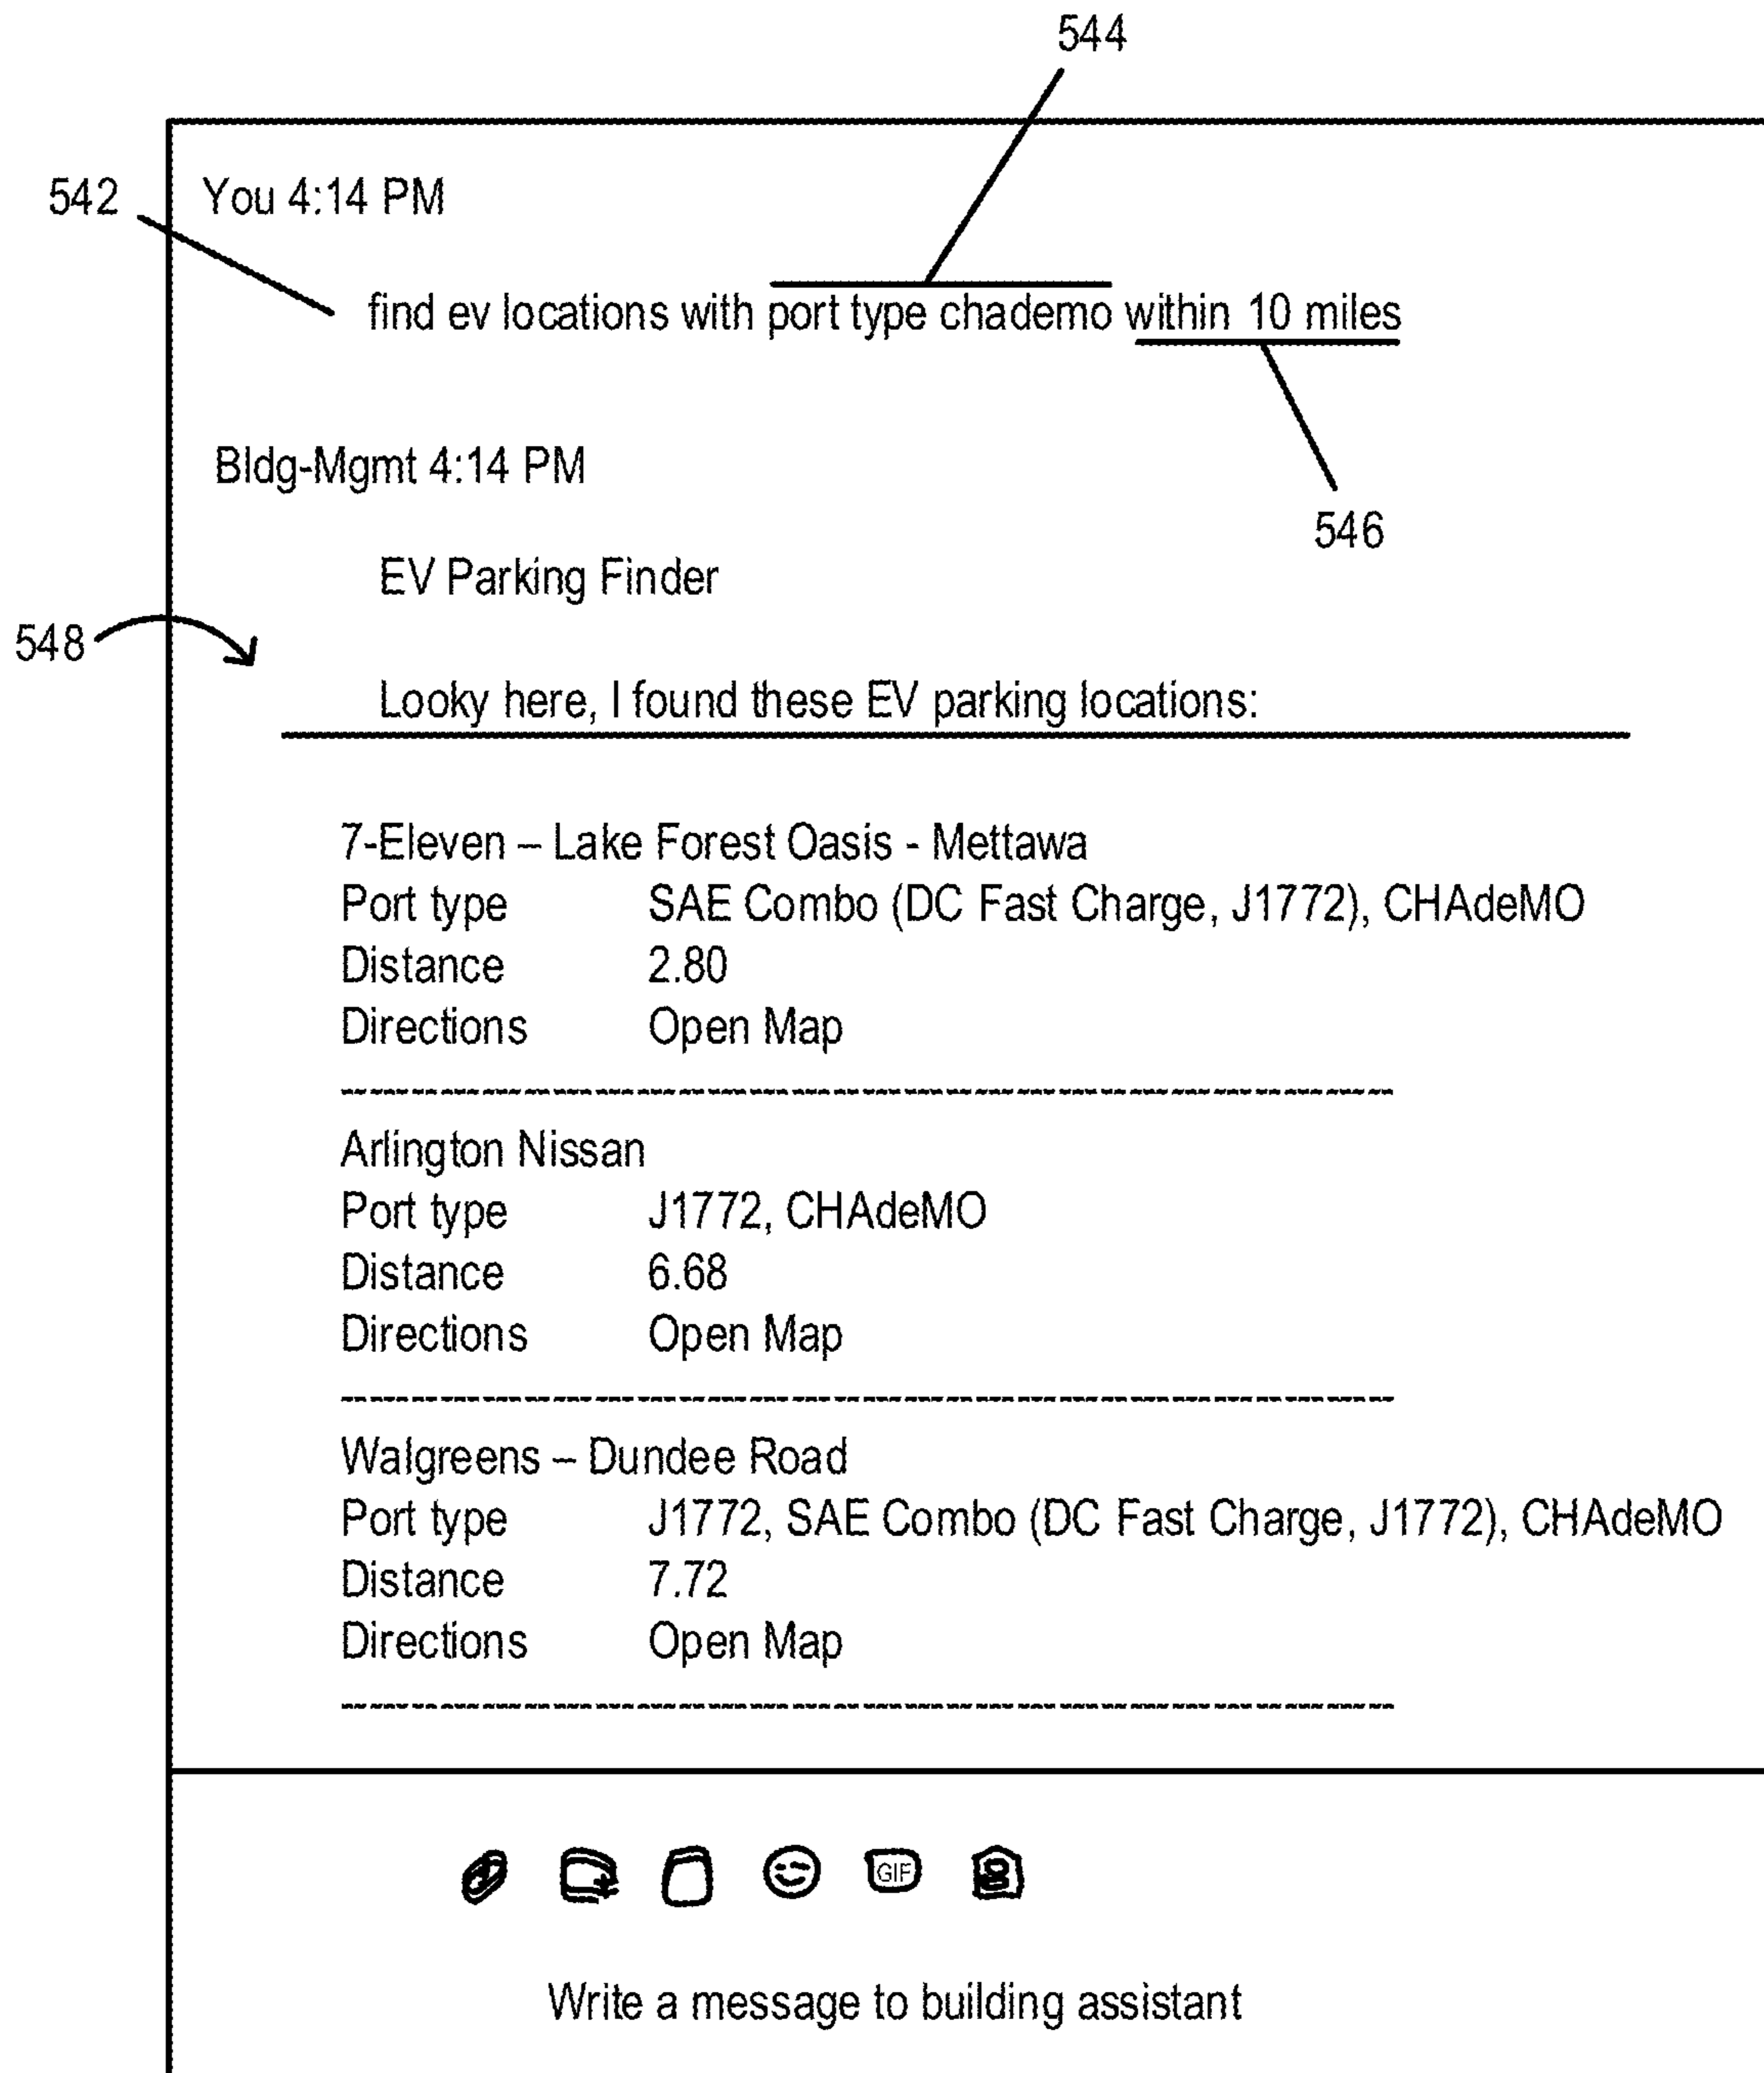 544
542
You 4:14 PM
find ev locations with port type chademo within 10 miles
Bldg-Mgmt 4:14 PM
546
EV Parking Finder
548
Looky here, I found these EV parking locations:
7-Eleven – Lake Forest Oasis - Mettawa
Port type SAE Combo (DC Fast Charge, J1772), CHAdeMO
Distance 2.80
Directions Open Map
Arlington Nissan
Port type J1772, CHAdeMO
Distance 6.68
Directions Open Map
Walgreens – Dundee Road
Port type J1772, SAE Combo (DC Fast Charge, J1772), CHAdeMO
Distance 7.72
Directions Open Map
GIF
Write a message to building assistant